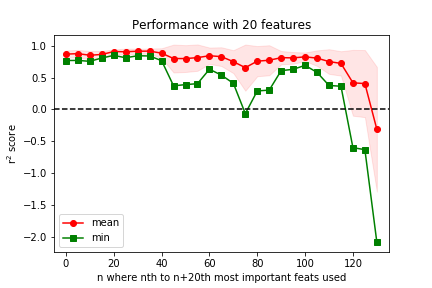 Performance with 20 features
1.0
0.5
0.0
−0.5
−1.0
−1.5
−2.0
r² score
mean
min
0 20 40 60 80 100 120
n where nth to n+20th most important feats used